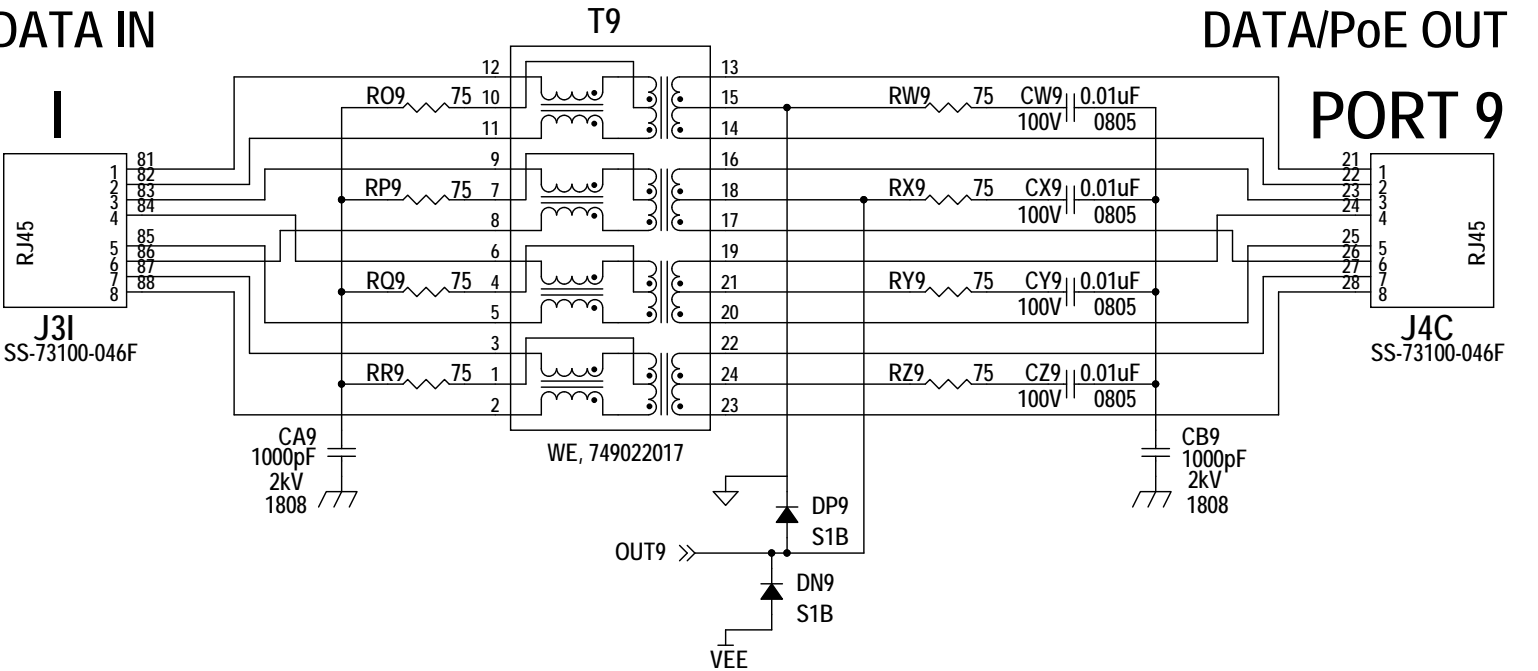 DATA IN
T9
DATA/PoE OUT
I
PORT 9
12
13
RO9 75 10
15 RW9 75 CW9 0.01uF
100V 0805
11
14
9
16
RP9 75 7
18 RX9 75 CX9 0.01uF
100V 0805
8
17
6
19
RQ9 75 4
21 RY9 75 CY9 0.01uF
100V 0805
5
20
3
22
RR9 75 1
24 RZ9 75 CZ9 0.01uF
100V 0805
2
23
RJ45
1 81
2 82
3 83
4 84
5 85
6 86
7 87
8 88
J3I
SS-73100-046F
21 1
22 2
23 3
24 4
25 5
26 6
27 7
28 8
RJ45
J4C
SS-73100-046F
CA9
1000pF
2kV
1808
WE, 749022017
CB9
1000pF
2kV
1808
DP9
S1B
OUT9
DN9
S1B
VEE